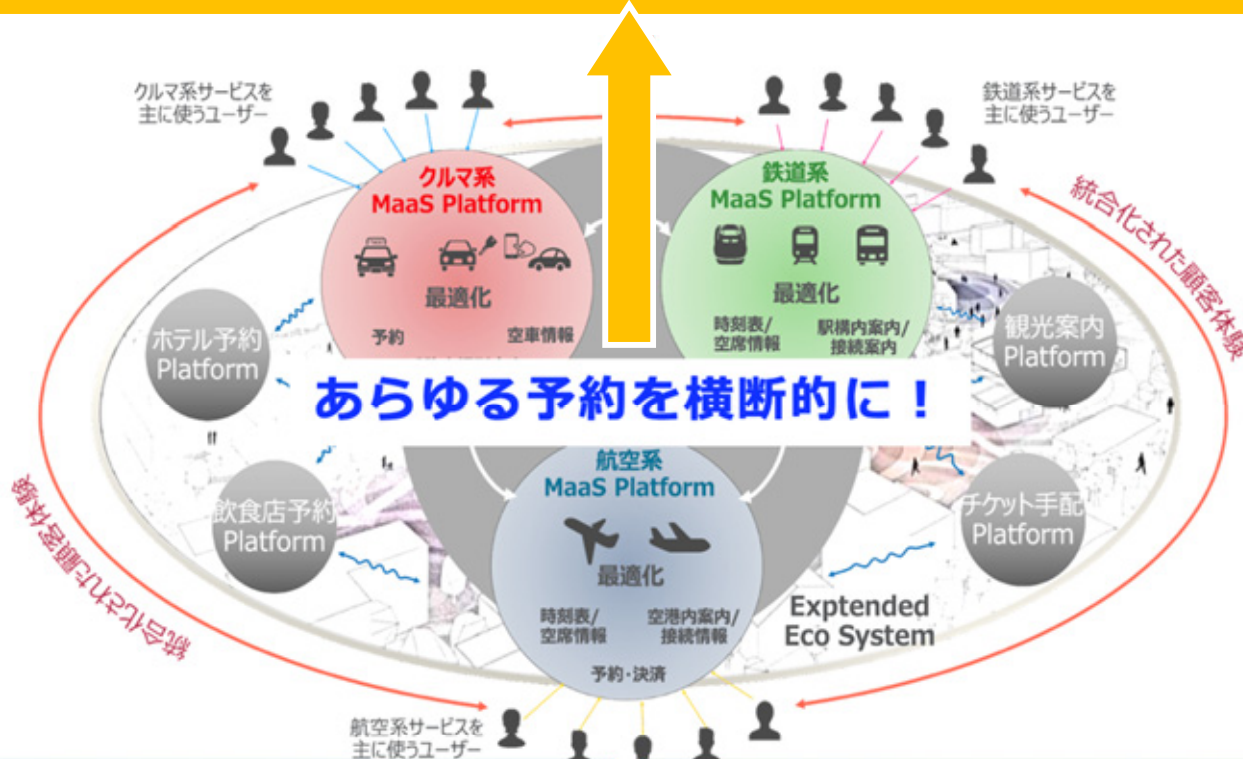 クルマ系サービスを
主に使うユーザー
鉄道系サービスを
主に使うユーザー
クルマ系
MaaS Platform
最適化
予約
空車情報
鉄道系
MaaS Platform
最適化
時刻表/
空席情報
駅構内案内/
接続案内
統合化された顧客体験
ホテル予約
Platform
観光案内
Platform
あらゆる予約を横断的に！
航空系
MaaS Platform
最適化
時刻表/
空席情報
空港内案内/
接続情報
予約・決済
飲食店予約
Platform
チケット手配
Platform
Exptended
Eco System
統合化された顧客体験
航空系サービスを
主に使うユーザー